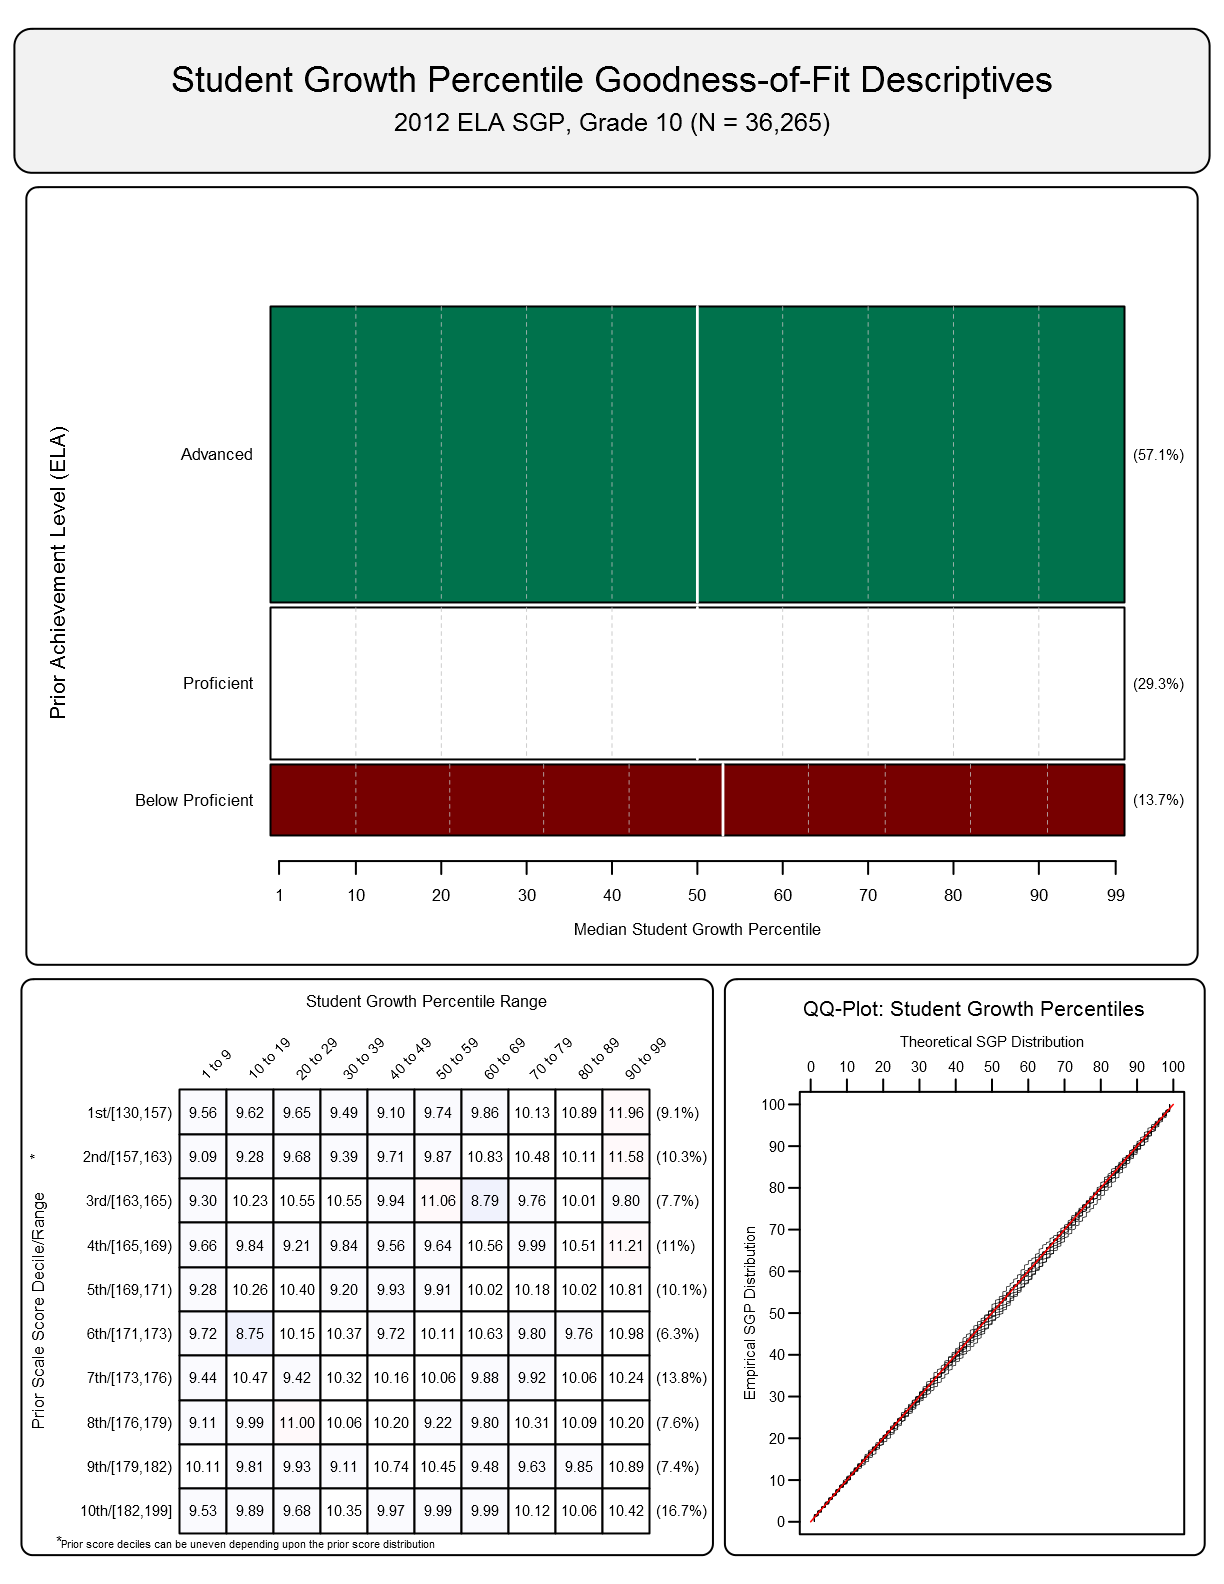 Student Growth Percentile Goodness-of-Fit Descriptives
2012 ELA SGP, Grade 10 (N = 36,265)
Prior Achievement Level (ELA)
Advanced
(57.1%)
Proficient
(29.3%)
Below Proficient
(13.7%)
1 10 20 30 40 50 60 70 80 90 99
Median Student Growth Percentile
Student Growth Percentile Range
1 to 9 10 to 19 20 to 29 30 to 39 40 to 49 50 to 59 60 to 69 70 to 79 80 to 89 90 to 99
* Prior Scale Score Decile/Range
1st/[130,157) 9.56 9.62 9.65 9.49 9.10 9.74 9.86 10.13 10.89 11.96 (9.1%)
2nd/[157,163) 9.09 9.28 9.68 9.39 9.71 9.87 10.83 10.48 10.11 11.58 (10.3%)
3rd/[163,165) 9.30 10.23 10.55 10.55 9.94 11.06 8.79 9.76 10.01 9.80 (7.7%)
4th/[165,169) 9.66 9.84 9.21 9.84 9.56 9.64 10.56 9.99 10.51 11.21 (11%)
5th/[169,171) 9.28 10.26 10.40 9.20 9.93 9.91 10.02 10.18 10.02 10.81 (10.1%)
6th/[171,173) 9.72 8.75 10.15 10.37 9.72 10.11 10.63 9.80 9.76 10.98 (6.3%)
7th/[173,176) 9.44 10.47 9.42 10.32 10.16 10.06 9.88 9.92 10.06 10.24 (13.8%)
8th/[176,179) 9.11 9.99 11.00 10.06 10.20 9.22 9.80 10.31 10.09 10.20 (7.6%)
9th/[179,182) 10.11 9.81 9.93 9.11 10.74 10.45 9.48 9.63 9.85 10.89 (7.4%)
10th/[182,199] 9.53 9.89 9.68 10.35 9.97 9.99 9.99 10.12 10.06 10.42 (16.7%)
*Prior score deciles can be uneven depending upon the prior score distribution
QQ-Plot: Student Growth Percentiles
Theoretical SGP Distribution
0 10 20 30 40 50 60 70 80 90 100
Empirical SGP Distribution
100
90
80
70
60
50
40
30
20
10
0